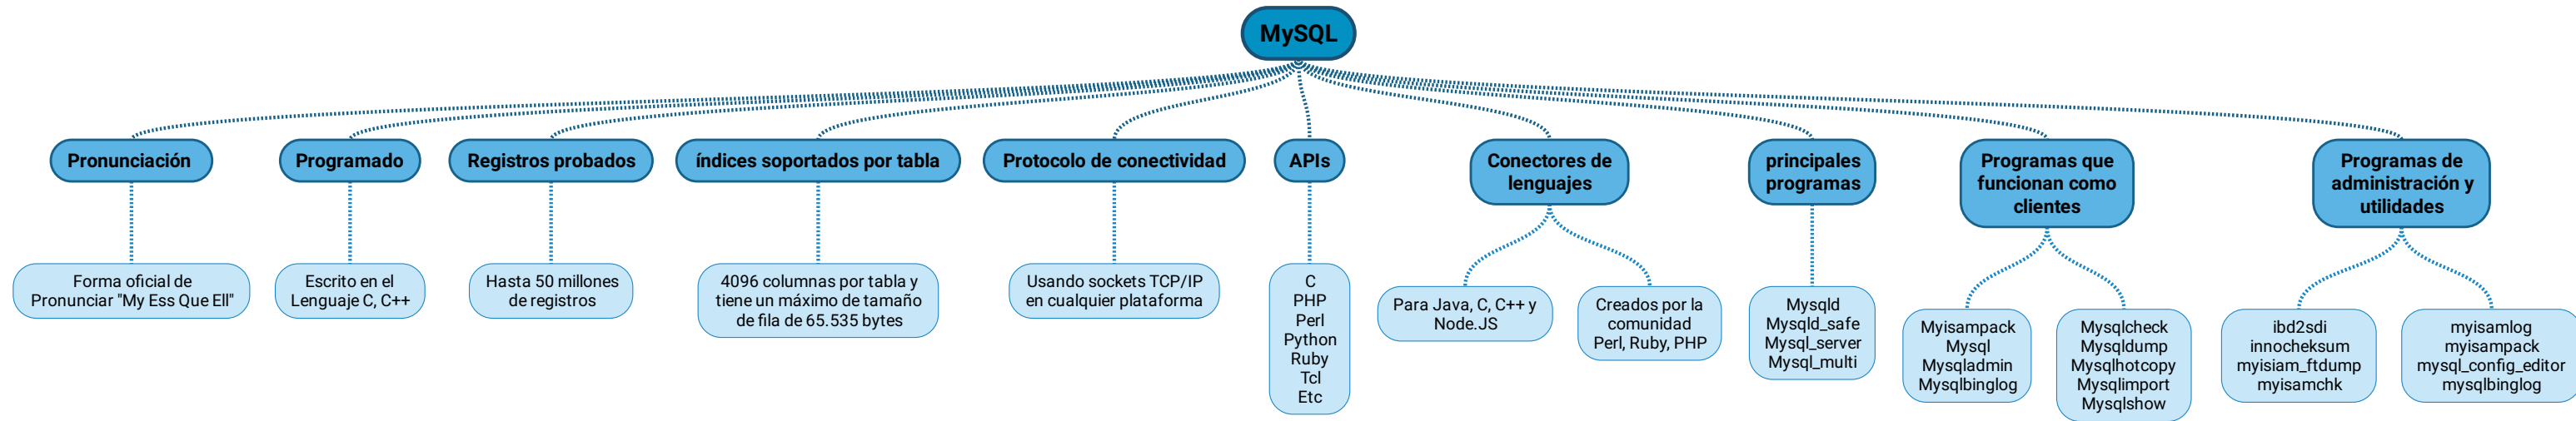 MySQL
Pronunciación
Forma oficial de
Pronunciar "My Ess Que Ell"
Programado
Escrito en el
Lenguaje C, C++
Registros probados
Hasta 50 millones
de registros
índices soportados por tabla
4096 columnas por tabla y
tiene un máximo de tamaño
de fila de 65.535 bytes
Protocolo de conectividad
Usando sockets TCP/IP
en cualquier plataforma
APIs
C
PHP
Perl
Python
Ruby
Tcl
Etc
Conectores de
lenguajes
Para Java, C, C++ y
Node.JS
Creados por la
comunidad
Perl, Ruby, PHP
principales
programas
Mysqld
Mysqld_safe
Mysql_server
Mysql_multi
Programas que
funcionan como
clientes
Myisampack
Mysql
Mysqladmin
Mysqlbinglog
Mysqlcheck
Mysqldump
Mysqlhotcopy
Mysqlimport
Mysqlshow
Programas de
administración y
utilidades
ibd2sdi
innocheksum
myisiam_ftdump
myisamchk
myisamlog
myisampack
mysql_config_editor
mysqlbinglog